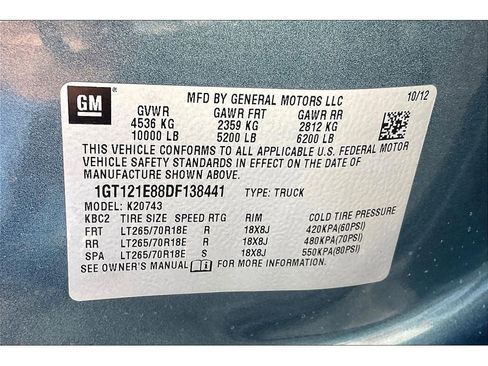 GM
MFD BY GENERAL MOTORS LLC 10/12
GVWR GAWR FRT GAWR RR
4536 KG 2359 KG 2812 KG
10000 LB 5200 LB 6200 LB
THIS VEHICLE CONFORMS TO ALL APPLICABLE U.S. FEDERAL MOTOR
VEHICLE SAFETY STANDARDS IN EFFECT ON THE DATE OF
MANUFACTURE SHOWN ABOVE.
1GT121E88DF138441 TYPE: TRUCK
MODEL: K20743
KBC2 TIRE SIZE SPEED RTG RIM COLD TIRE PRESSURE
FRT LT265/70R18E R 18X8J 420KPA(60PSI)
RR LT265/70R18E R 18X8J 480KPA(70PSI)
SPA LT265/70R18E S 18X8J 550KPA(80PSI)
SEE OWNER'S MANUAL FOR MORE INFORMATION